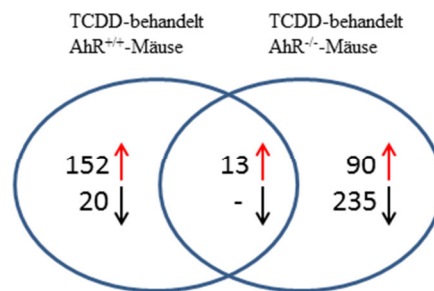 TCDD-behandelt
AhR+/+-Mäuse
TCDD-behandelt
AhR-/--Mäuse
152 ↑ 13 ↑ 90 ↑
20 ↓ - ↓ 235 ↓